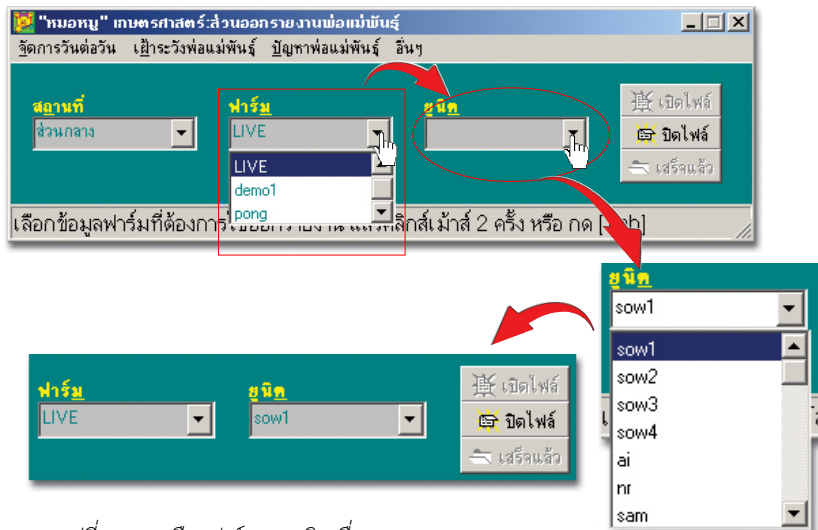 "หมอหมู" เกษตรศาสตร์:ส่วนออกรายงานพ่อแม่พันธุ์
จัดการวันต่อวัน เฝ้าระวังพ่อแม่พันธุ์ ปัญหาพ่อแม่พันธุ์ อื่นๆ
สถานที่ ฟาร์ม ยูนิต
ส่วนกลาง LIVE
เปิดไฟล์
ปิดไฟล์
เสร็จแล้ว
LIVE
demo1
pong
เลือกข้อมูลฟาร์มที่ต้องการ หรือ กด
ยูนิต
sow1
sow1
sow2
sow3
sow4
ai
nr
sam
ฟาร์ม ยูนิต
LIVE sow1
เปิดไฟล์
ปิดไฟล์
เสร็จแล้ว